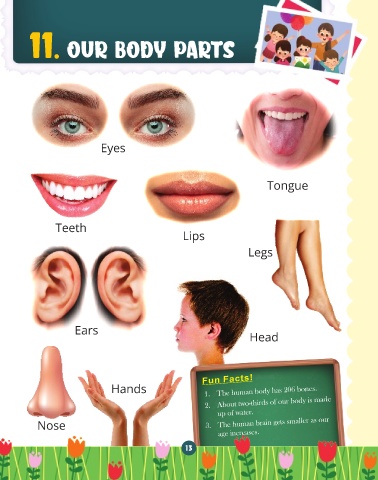 11. OUR BODY PARTS
Eyes
Tongue
Teeth
Lips
Legs
Ears
Head
Hands
Nose
Fun Facts!
1. The human body has 206 bones.
2. About two-thirds of our body is made
up of water.
3. The human brain gets smaller as our
age increases.
13